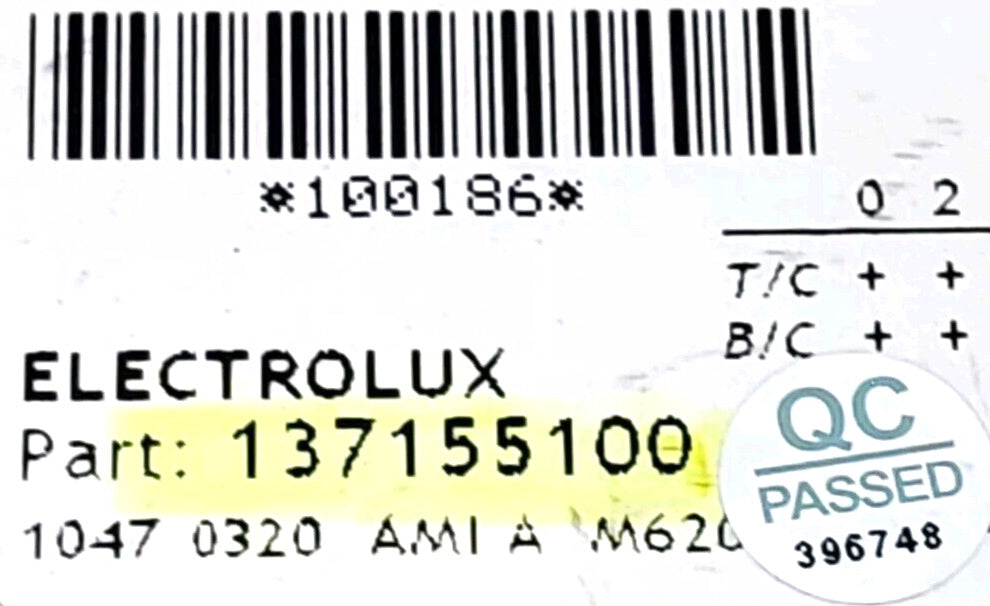 *100186*
0 2
T/C + +
B/C + +
ELECTROLUX
Part: 137155100
1047 0320 AMI A
QC
PASSED
396748